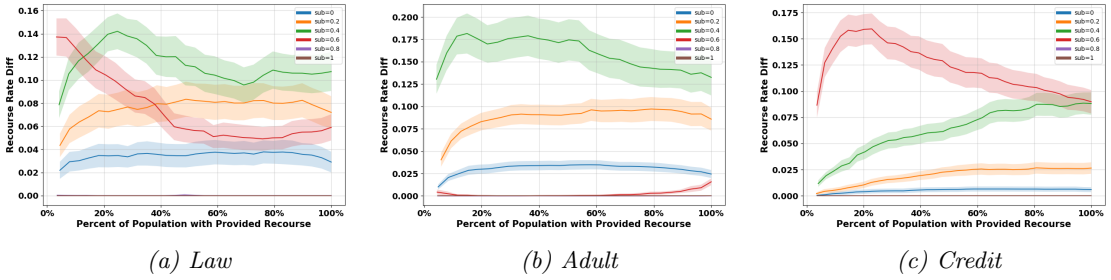 Recourse Rate Diff
0.16
0.14
0.12
0.10
0.08
0.06
0.04
0.02
0.00
sub=0
sub=0.2
sub=0.4
sub=0.6
sub=0.8
sub=1
0% 20% 40% 60% 80% 100%
Percent of Population with Provided Recourse
(a) Law
Recourse Rate Diff
0.200
0.175
0.150
0.125
0.100
0.075
0.050
0.025
0.000
sub=0
sub=0.2
sub=0.4
sub=0.6
sub=0.8
sub=1
0% 20% 40% 60% 80% 100%
Percent of Population with Provided Recourse
(b) Adult
Recourse Rate Diff
0.175
0.150
0.125
0.100
0.075
0.050
0.025
0.000
sub=0
sub=0.2
sub=0.4
sub=0.6
sub=0.8
sub=1
0% 20% 40% 60% 80% 100%
Percent of Population with Provided Recourse
(c) Credit